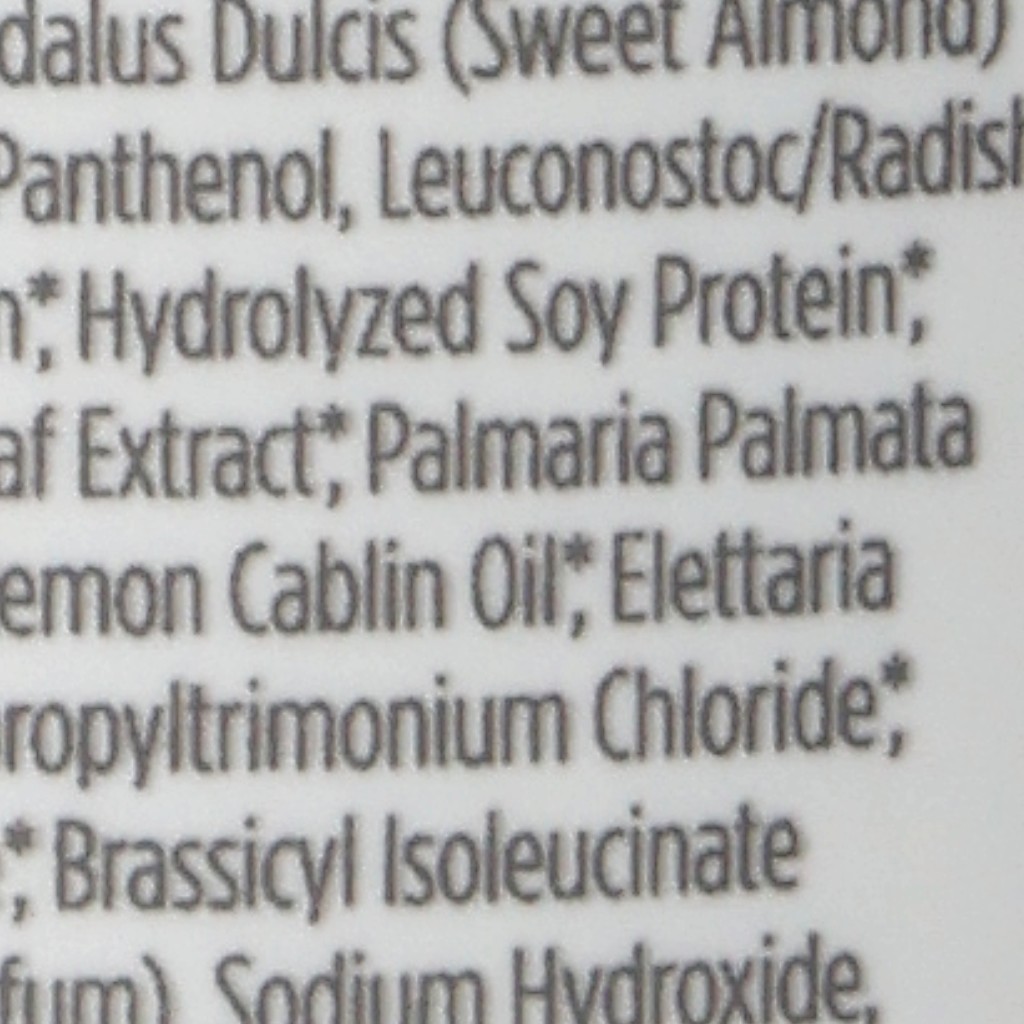 dalus Dulcis (Sweet Almond)
Panthenol, Leuconostoc/Radish
n*, Hydrolyzed Soy Protein*,
af Extract*, Palmaria Palmata
emon Cablin Oil*, Elettaria
ropyltrimonium Chloride*,
*, Brassicyl Isoleucinate
fum), Sodium Hydroxide,